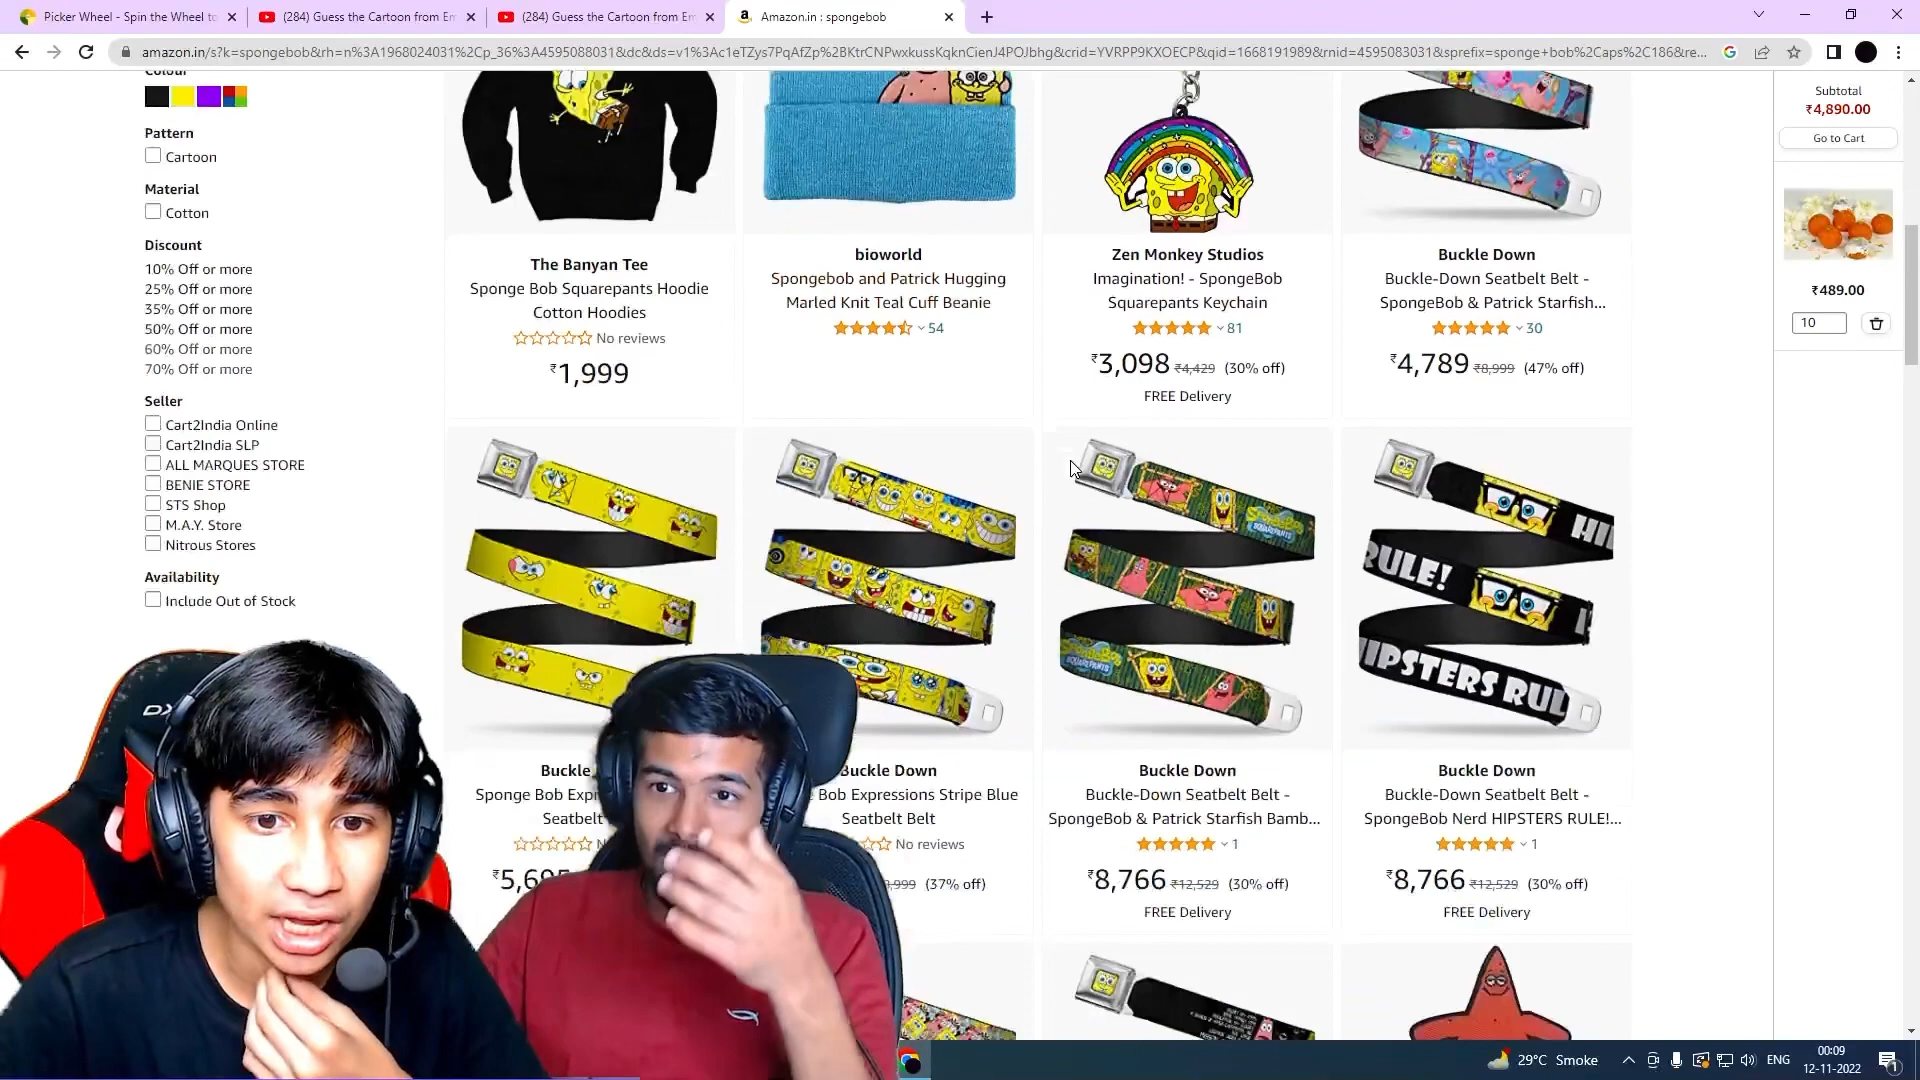 Picker Wheel - Spin the Wheel to
(284) Guess the Cartoon from Em
(284) Guess the Cartoon from Em
Amazon.in : spongebob
amazon.in/s?k=spongebob&rh=n%3A1968024031%2Cp_36%3A4595088031&dc&ds=v1%3Ac1eTZys7PqAfZp%2BKtrCNPwxkussKqknCienJ4POJbhg&crid=YVRPP9KXOECP&qid=1668191989&rnid=4595083031&sprefix=sponge+bob%2Caps%2C186&re...
Colour
Pattern
Cartoon
Material
Cotton
Discount
10% Off or more
25% Off or more
35% Off or more
50% Off or more
60% Off or more
70% Off or more
Seller
Cart2India Online
Cart2India SLP
ALL MARQUES STORE
BENIE STORE
STS Shop
M.A.Y. Store
Nitrous Stores
Availability
Include Out of Stock
The Banyan Tee
Sponge Bob Squarepants Hoodie
Cotton Hoodies
No reviews
₹1,999
bioworld
Spongebob and Patrick Hugging
Marled Knit Teal Cuff Beanie
54
Zen Monkey Studios
Imagination! - SpongeBob
Squarepants Keychain
81
₹3,098 ₹4,429 (30% off)
FREE Delivery
Buckle Down
Buckle-Down Seatbelt Belt -
SpongeBob & Patrick Starfish...
30
₹4,789 ₹8,999 (47% off)
SPONGEBOB
SQUAREPANTS
SPONGEBOB
SQUAREPANTS
HI
RULE!
HIPSTERS RUL
Buckle
Sponge Bob Exp
Seatbelt
₹5,695
Buckle Down
Bob Expressions Stripe Blue
Seatbelt Belt
No reviews
(37% off)
Buckle Down
Buckle-Down Seatbelt Belt -
SpongeBob & Patrick Starfish Bamb...
1
₹8,766 ₹12,529 (30% off)
FREE Delivery
Buckle Down
Buckle-Down Seatbelt Belt -
SpongeBob Nerd HIPSTERS RULE!...
1
₹8,766 ₹12,529 (30% off)
FREE Delivery
Subtotal
₹4,890.00
Go to Cart
₹489.00
10
DX
29°C Smoke
ENG
00:09
12-11-2022
1